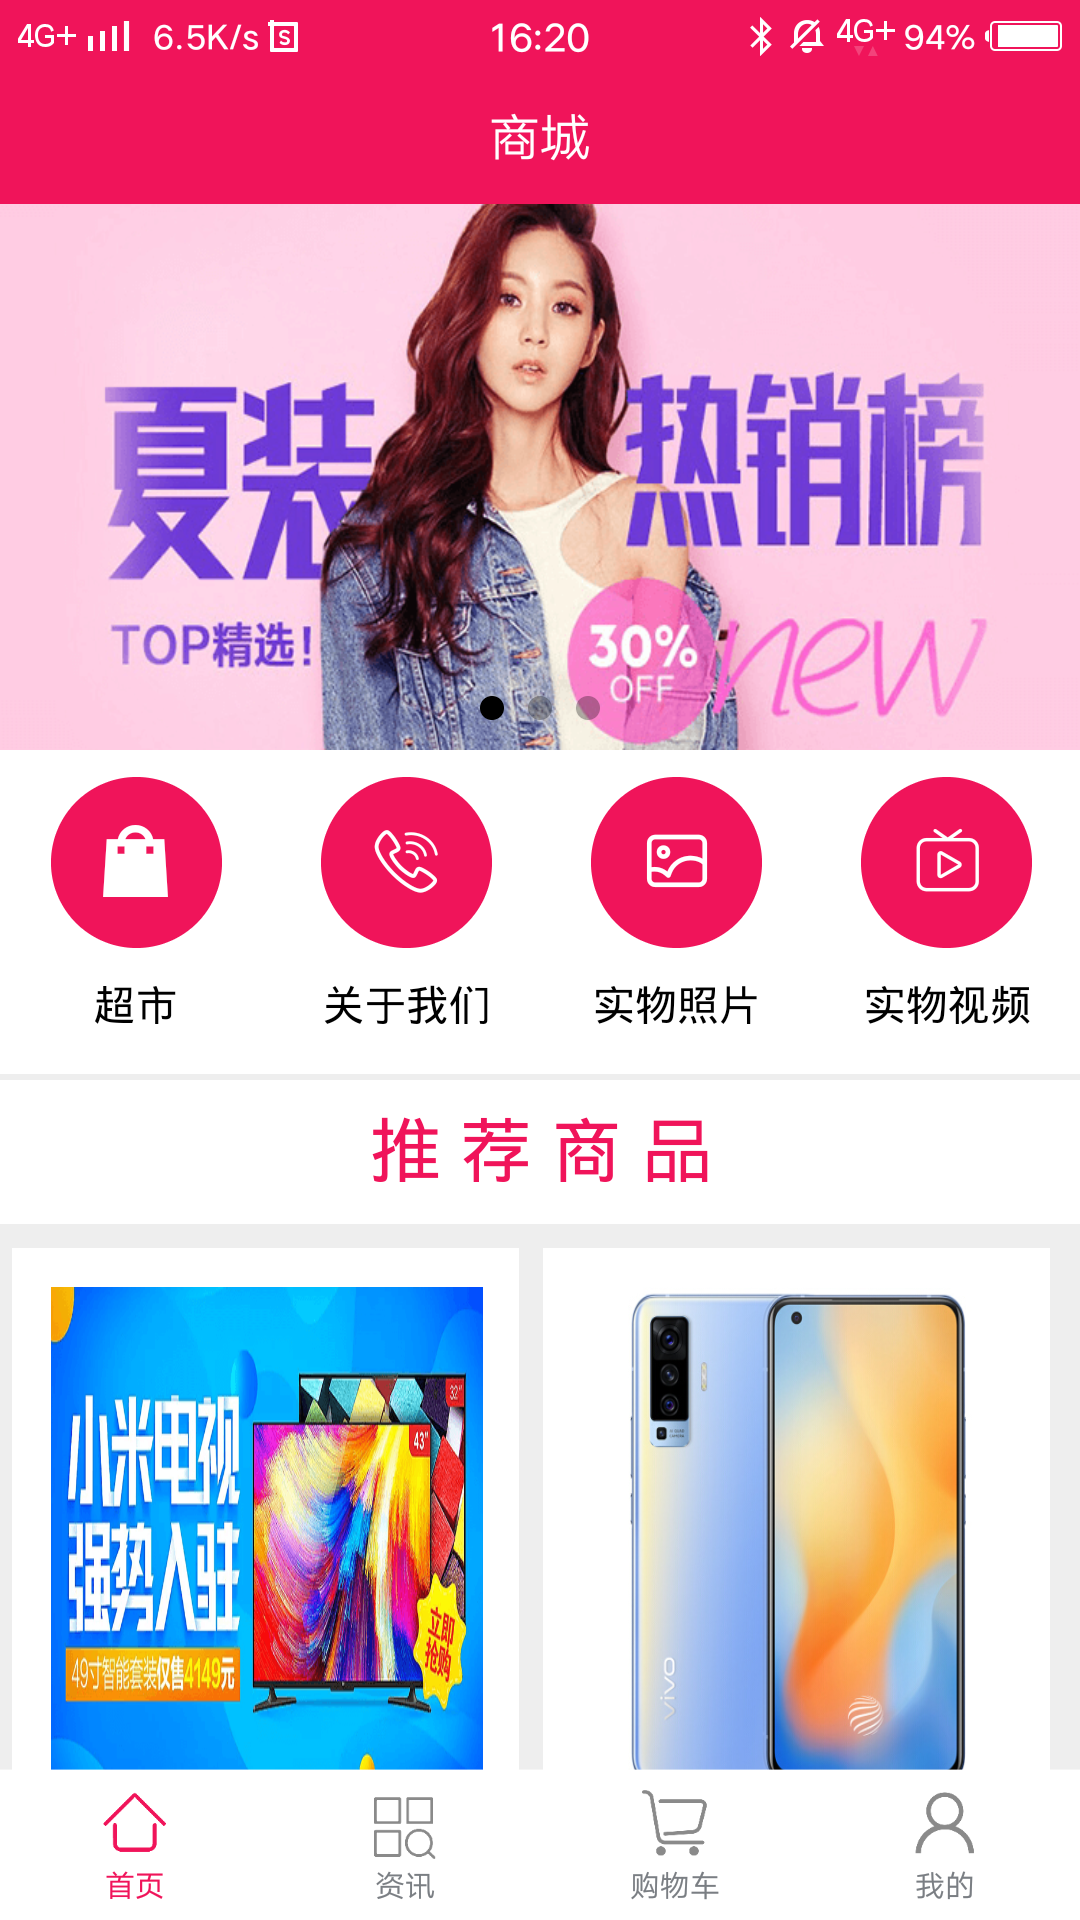 4G+ 6.5K/s S 16:20 4G+ 94%
商城
夏装 热销榜
TOP精选！
30%
OFF
new
超市 关于我们 实物照片 实物视频
推荐商品
小米电视
强势入驻
49寸智能套装仅售4149元
32"
43"
立即
抢购
vivo
首页 资讯 购物车 我的